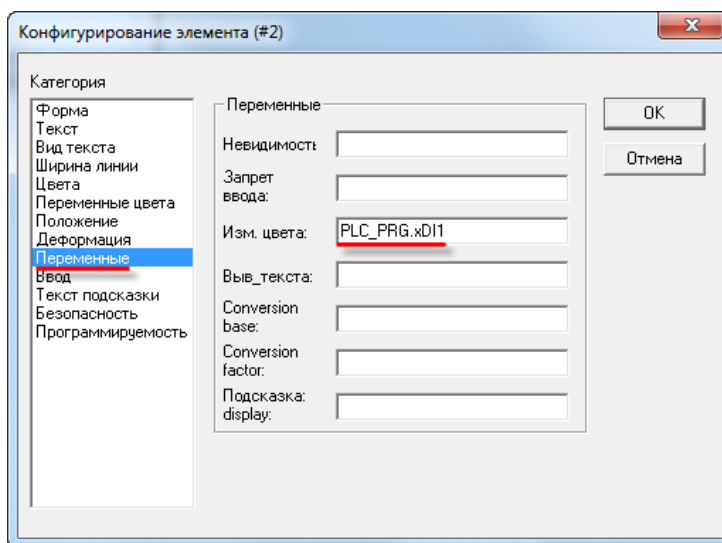 Конфигурирование элемента (#2)
Категория
Форма
Текст
Вид текста
Ширина линии
Цвета
Переменные цвета
Положение
Деформация
Переменные
Ввод
Текст подсказки
Безопасность
Программируемость
Переменные
Невидимость
Запрет
ввода:
Изм. цвета:
PLC_PRG.xDI1
Выв_текста:
Conversion
base:
Conversion
factor:
Подсказка:
display:
OK
Отмена